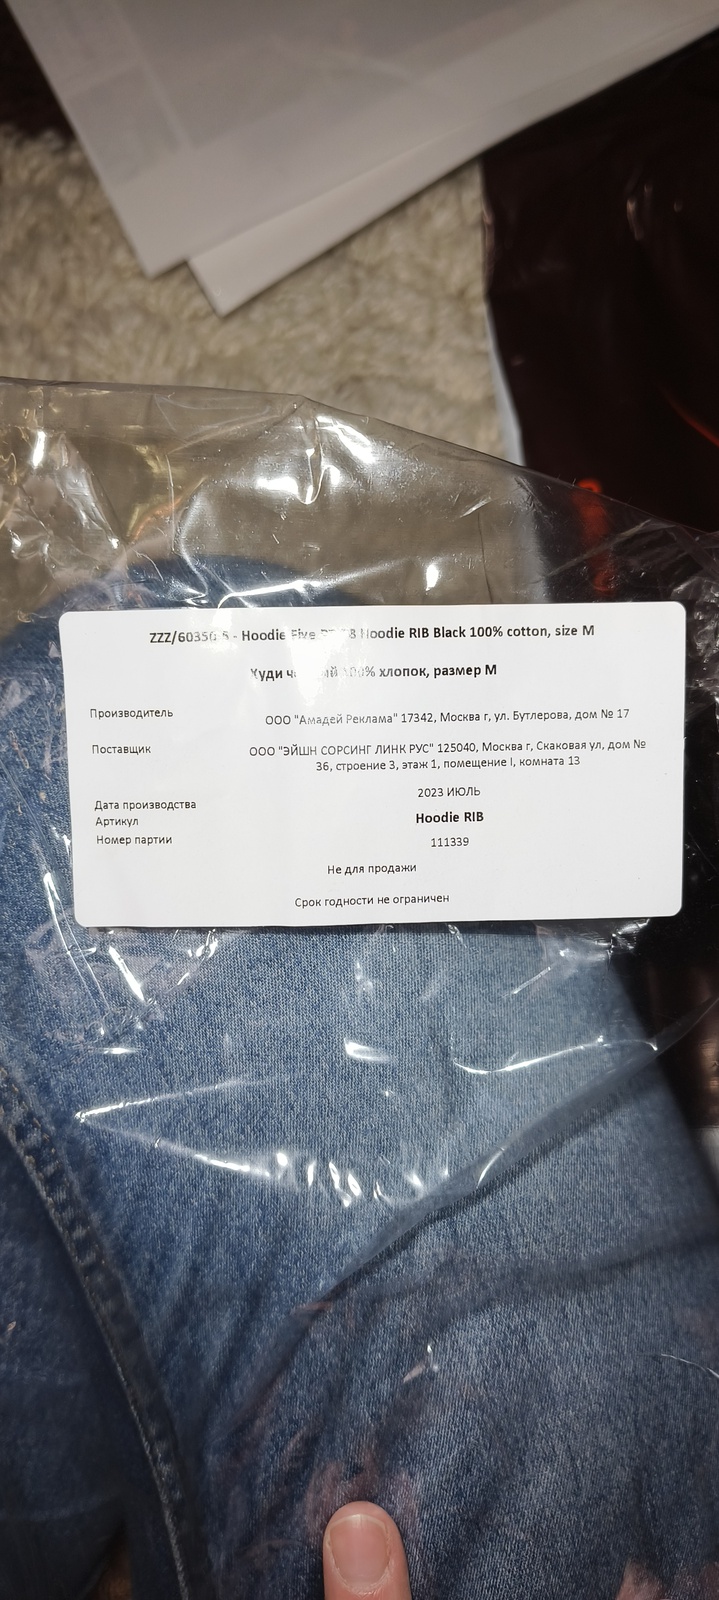 Hoodie Five Hoodie RIB Black 100% cotton, size M
Худи хлопок, размер М
Производитель ООО "Амадей Реклама" 17342, Москва г, ул. Бутлерова, дом № 17
Поставщик ООО "ЭЙШН СОРСИНГ ЛИНК РУС" 125040, Москва г, Скаковая ул, дом №
36, строение 3, этаж 1, помещение I, комната 13
Дата производства 2023 ИЮЛЬ
Артикул Hoodie RIB
Номер партии 111339
Не для продажи
Срок годности не ограничен